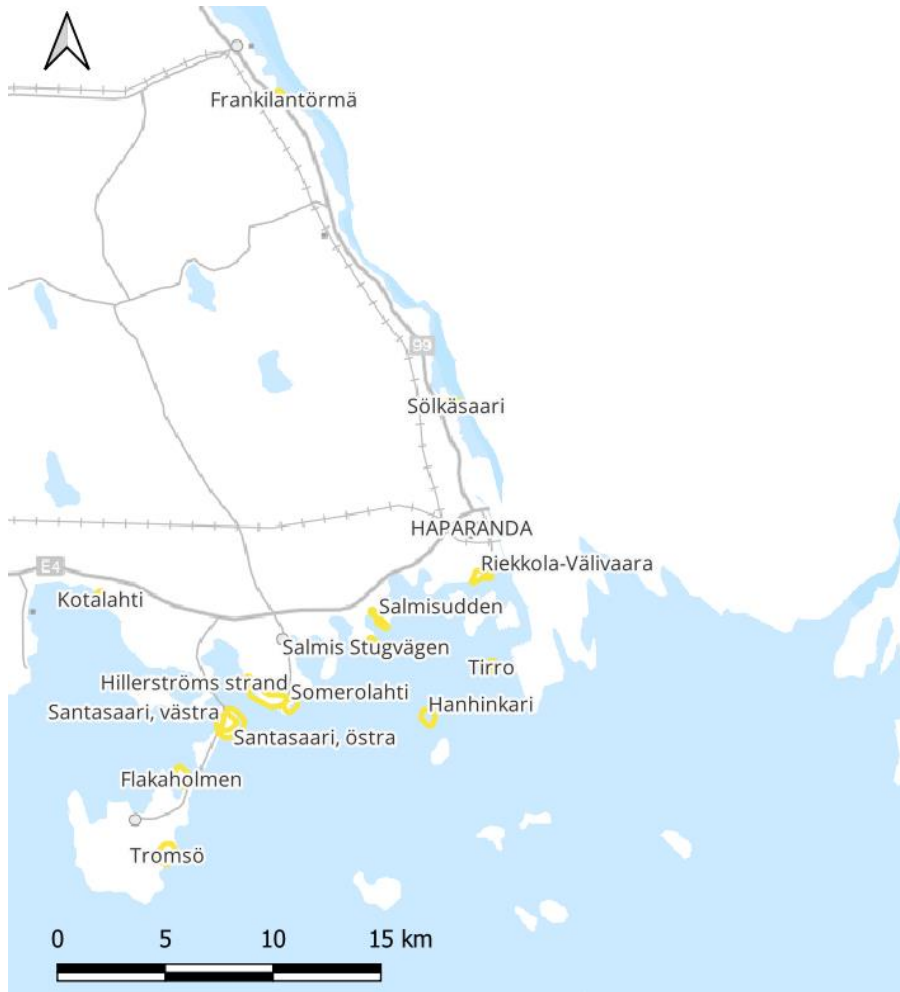 Frankilantörmä
99
Sölkäsaari
HAPARANDA
Riekkola-Välivaara
E4
Kotalahti
Salmisudden
Salmis Stugvägen
Tirro
Hillerströms strand
Somerolahti
Hanhinkari
Santasaari, västra
Santasaari, östra
Flakaholmen
Tromsö
0 5 10 15 km